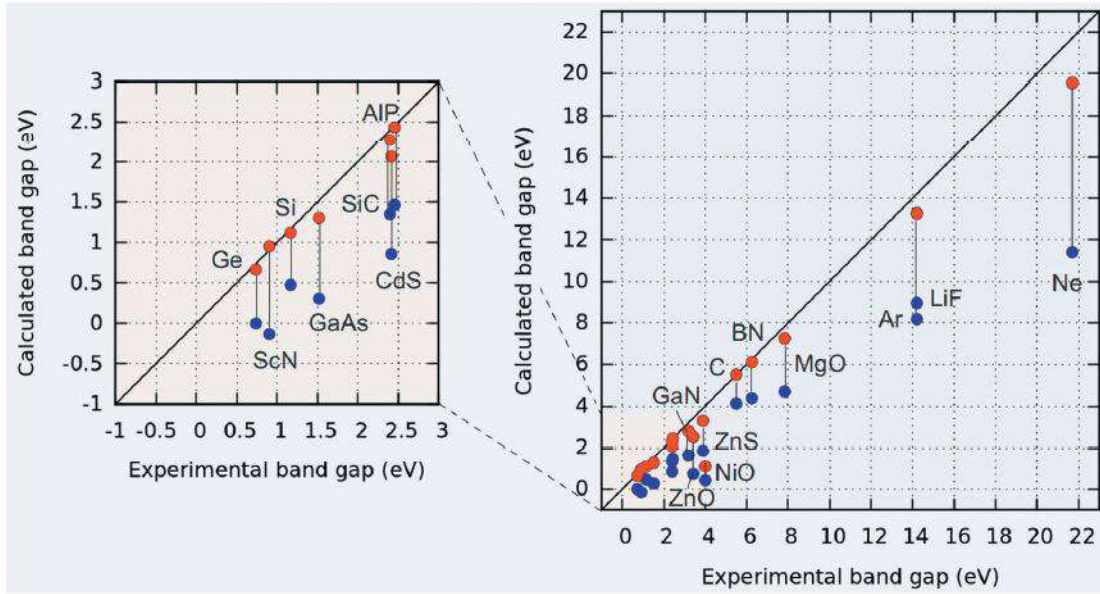 Calculated band gap (eV)
3
2.5
2
1.5
1
0.5
0
-0.5
-1
AlP
Si
SiC
Ge
CdS
GaAs
ScN
-1 -0.5 0 0.5 1 1.5 2 2.5 3
Experimental band gap (eV)
Calculated band gap (eV)
22
20
18
16
14
12
10
8
6
4
2
0
Ne
LiF
Ar
BN
C
MgO
GaN
ZnS
NiO
ZnO
0 2 4 6 8 10 12 14 16 18 20 22
Experimental band gap (eV)